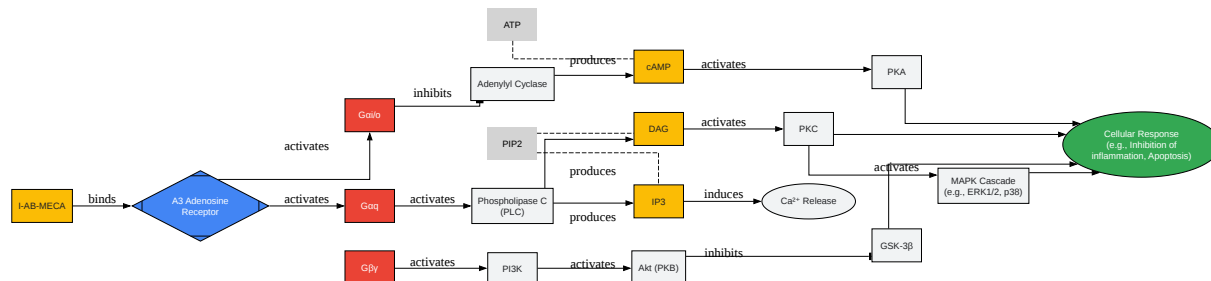 ATP
produces
cAMP
activates
PKA
Adenylyl Cyclase
inhibits
Gαi/o
DAG
activates
PKC
Cellular Response
(e.g., Inhibition of
inflammation, Apoptosis)
PIP2
activates
produces
activates
MAPK Cascade
(e.g., ERK1/2, p38)
I-AB-MECA
binds
A3 Adenosine
Receptor
activates
Gαq
activates
Phospholipase C
(PLC)
produces
IP3
induces
Ca²⁺ Release
Gβγ
activates
PI3K
activates
Akt (PKB)
inhibits
GSK-3β